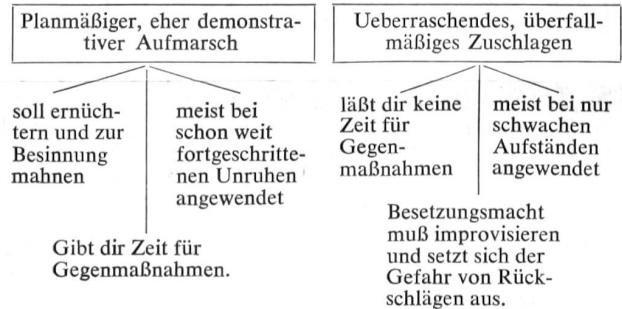 Planmäßiger, eher demonstra-
tiver Aufmarsch
soll ernüch-
tern und zur
Besinnung
mahnen
meist bei
schon weit
fortgeschritte-
nen Unruhen
angewendet
Gibt dir Zeit für
Gegenmaßnahmen.
Ueberraschendes, überfall-
mäßiges Zuschlagen
läßt dir keine
Zeit für
Gegen-
maßnahmen
meist bei nur
schwachen
Aufständen
angewendet
Besetzungsmacht
muß improvisieren
und setzt sich der
Gefahr von Rück-
schlägen aus.